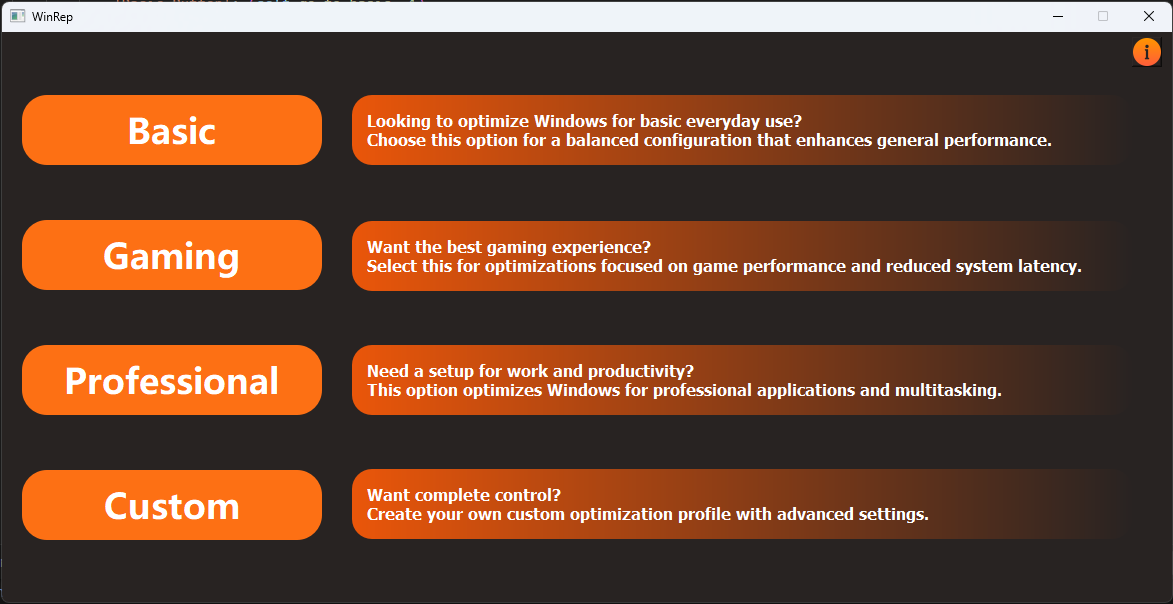 WinRep
i
Basic
Looking to optimize Windows for basic everyday use?
Choose this option for a balanced configuration that enhances general performance.
Gaming
Want the best gaming experience?
Select this for optimizations focused on game performance and reduced system latency.
Professional
Need a setup for work and productivity?
This option optimizes Windows for professional applications and multitasking.
Custom
Want complete control?
Create your own custom optimization profile with advanced settings.